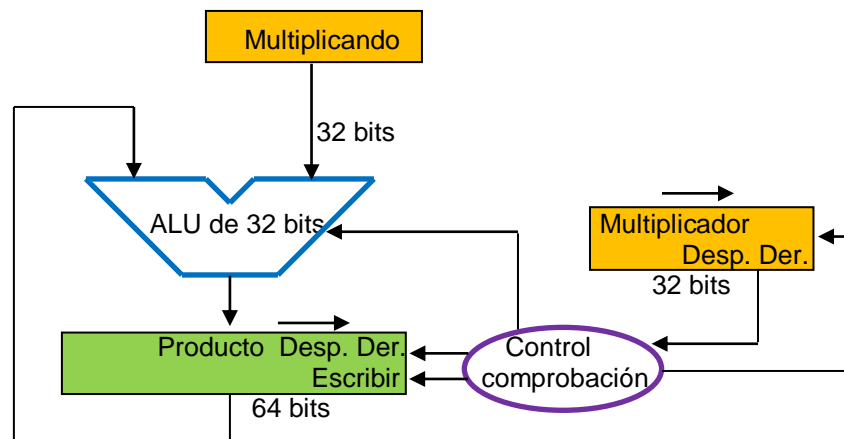 Multiplicando
32 bits
ALU de 32 bits
Multiplicador
Desp. Der.
32 bits
Producto Desp. Der.
Escribir
64 bits
Control
comprobación